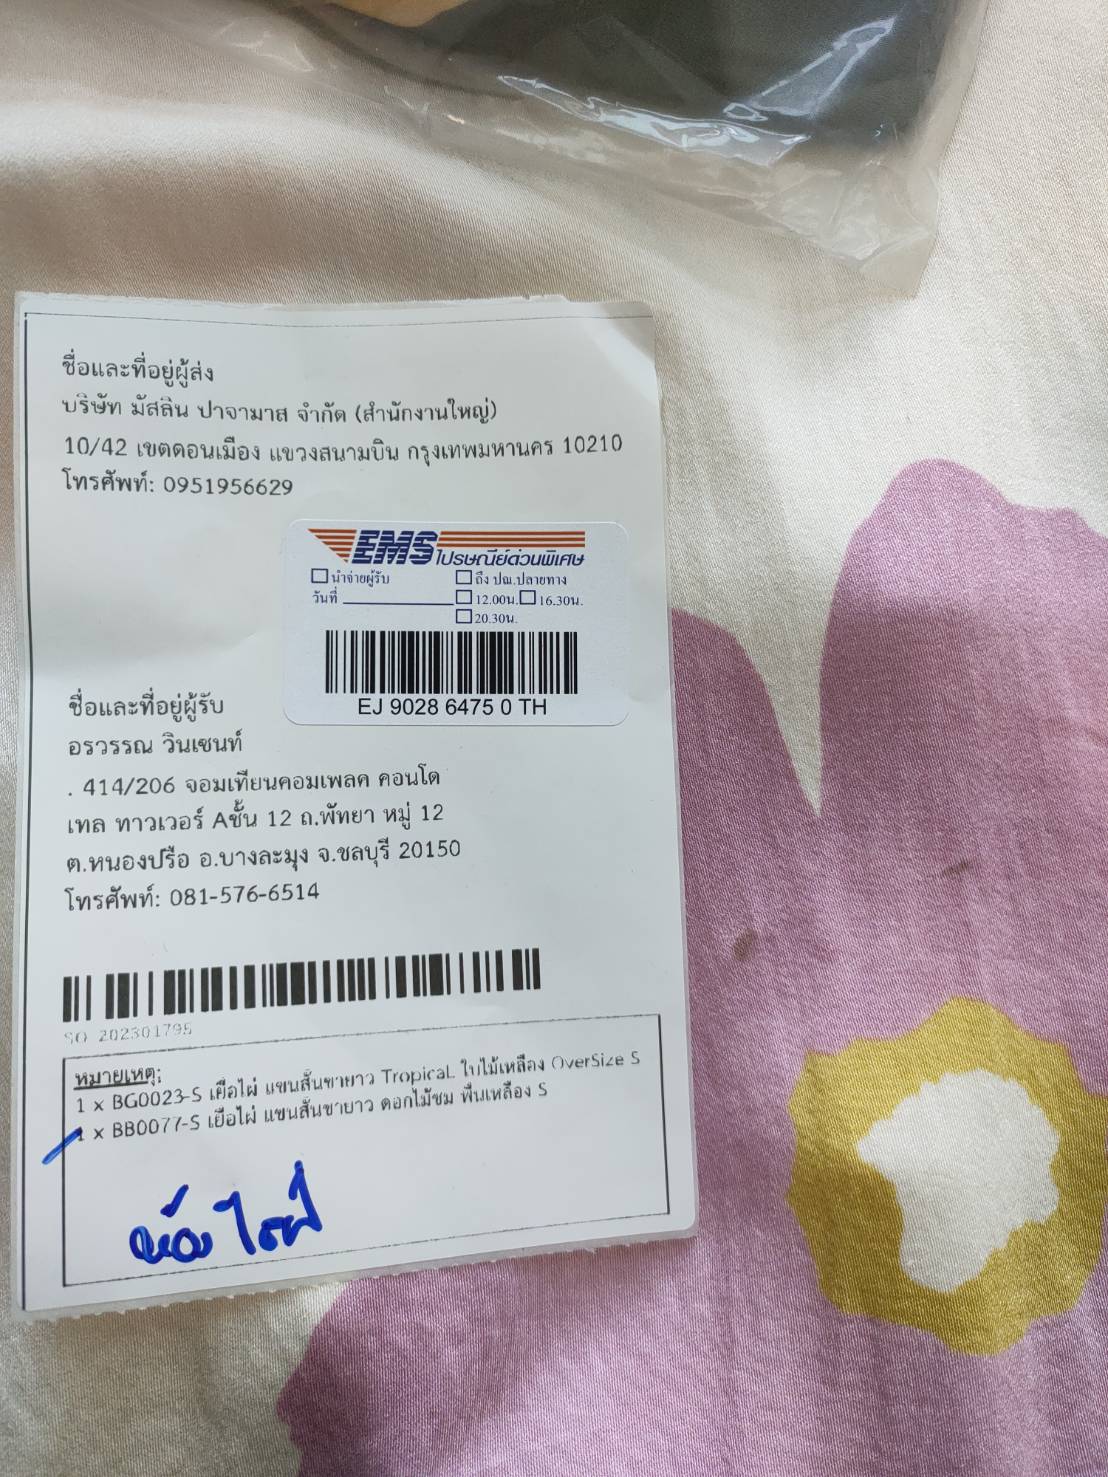 ชื่อและที่อยู่ผู้ส่ง
บริษัท มัสลิน ปาจามาส จำกัด (สำนักงานใหญ่)
10/42 เขตดอนเมือง แขวงสนามบิน กรุงเทพมหานคร 10210
โทรศัพท์: 0951956629
EMS ไปรษณีย์ด่วนพิเศษ
นำจ่ายผู้รับ ถึง ปณ.ปลายทาง
วันที่ 12.00น. 16.30น.
20.30น.
EJ 9028 6475 0 TH
ชื่อและที่อยู่ผู้รับ
อรวรรณ วินเซนท์
. 414/206 จอมเทียนคอมเพลค คอนโด
เทล ทาวเวอร์ Aชั้น 12 ถ.พัทยา หมู่ 12
ต.หนองปรือ อ.บางละมุง จ.ชลบุรี 20150
โทรศัพท์: 081-576-6514
SO 202301795
หมายเหตุ:
1 x BG0023-S เยื่อไผ่ แขนสั้นขายาว Tropical ใบไม้เหลือง OverSize S
1 x BB0077-S เยื่อไผ่ แขนสั้นขายาว ดอกไม้ชม พื้นเหลือง S